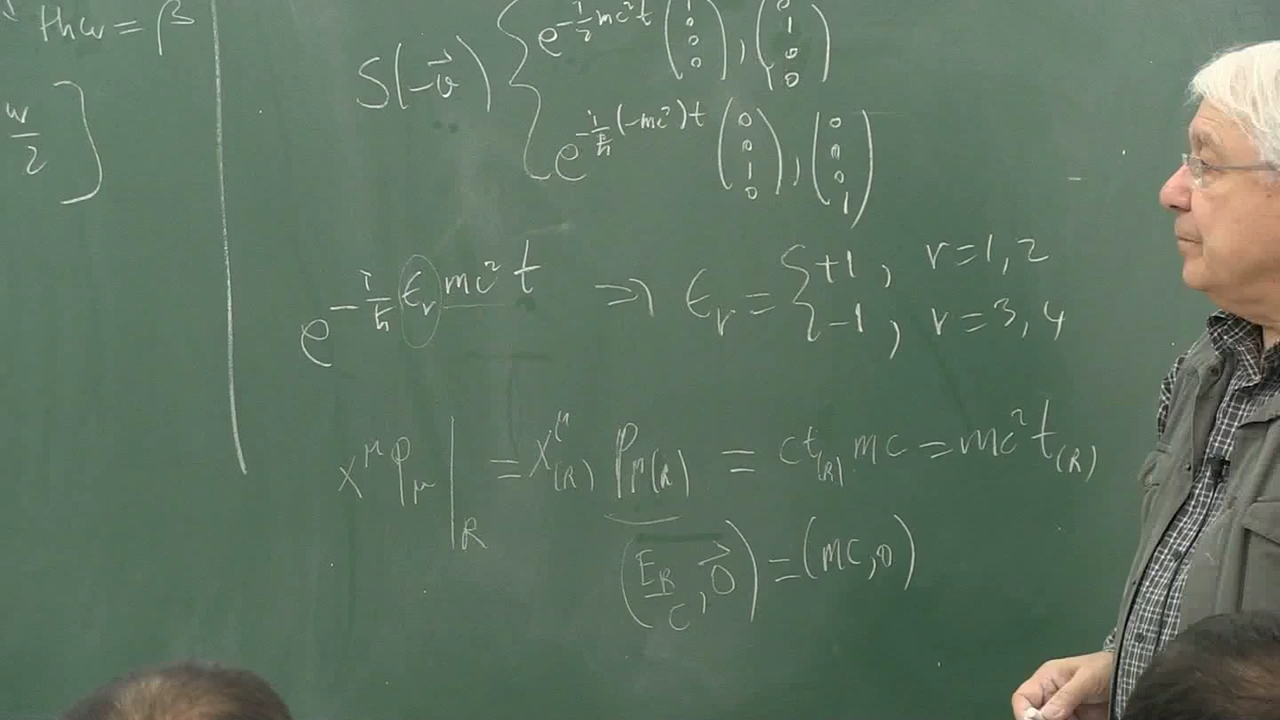 thω = β
w/2 ]
S(-v⃗) { e^{-i/ħ mc²t} (1 0 0 0), (0 1 0 0)
e^{-i/ħ (-mc²)t} (0 0 1 0), (0 0 0 1)
e^{-i/ħ ϵ_r mc² t} ⇒ ϵ_r = { +1, r=1,2
-1, r=3,4
x^μ p_μ |_R = x^μ_(R) p_μ(R) = ct_(R) mc = mc² t_(R)
(E_R/c, 0⃗) = (mc, 0)